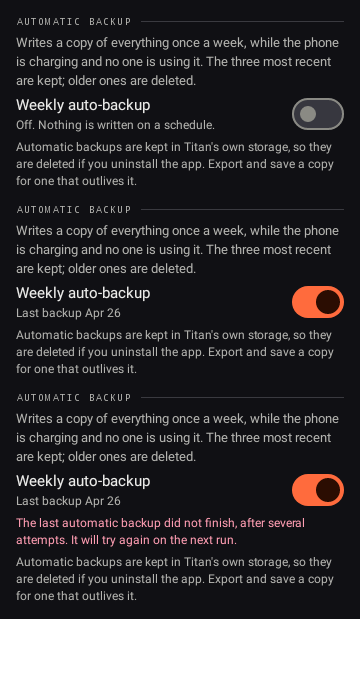 AUTOMATIC BACKUP
Writes a copy of everything once a week, while the phone
is charging and no one is using it. The three most recent
are kept; older ones are deleted.
Weekly auto-backup
Off. Nothing is written on a schedule.
Automatic backups are kept in Titan's own storage, so they
are deleted if you uninstall the app. Export and save a copy
for one that outlives it.
AUTOMATIC BACKUP
Writes a copy of everything once a week, while the phone
is charging and no one is using it. The three most recent
are kept; older ones are deleted.
Weekly auto-backup
Last backup Apr 26
Automatic backups are kept in Titan's own storage, so they
are deleted if you uninstall the app. Export and save a copy
for one that outlives it.
AUTOMATIC BACKUP
Writes a copy of everything once a week, while the phone
is charging and no one is using it. The three most recent
are kept; older ones are deleted.
Weekly auto-backup
Last backup Apr 26
The last automatic backup did not finish, after several
attempts. It will try again on the next run.
Automatic backups are kept in Titan's own storage, so they
are deleted if you uninstall the app. Export and save a copy
for one that outlives it.